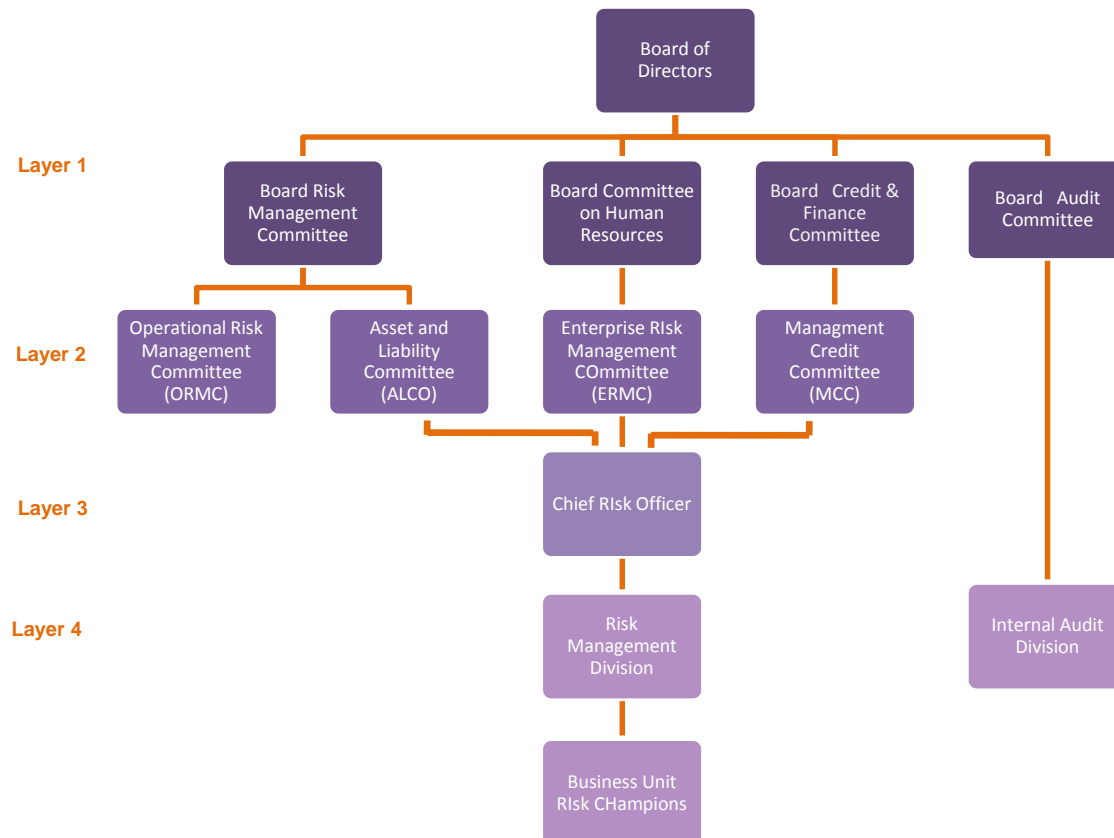 Board of
Directors
Layer 1
Board Risk
Management
Committee
Board Committee
on Human
Resources
Board Credit &
Finance
Committee
Board Audit
Committee
Layer 2
Operational Risk
Management
Committee
(ORMC)
Asset and
Liability
Committee
(ALCO)
Enterprise RIsk
Management
COmmittee
(ERMC)
Managment
Credit
Committee
(MCC)
Layer 3
Chief RIsk Officer
Layer 4
Risk
Management
Division
Internal Audit
Division
Business Unit
RIsk CHampions